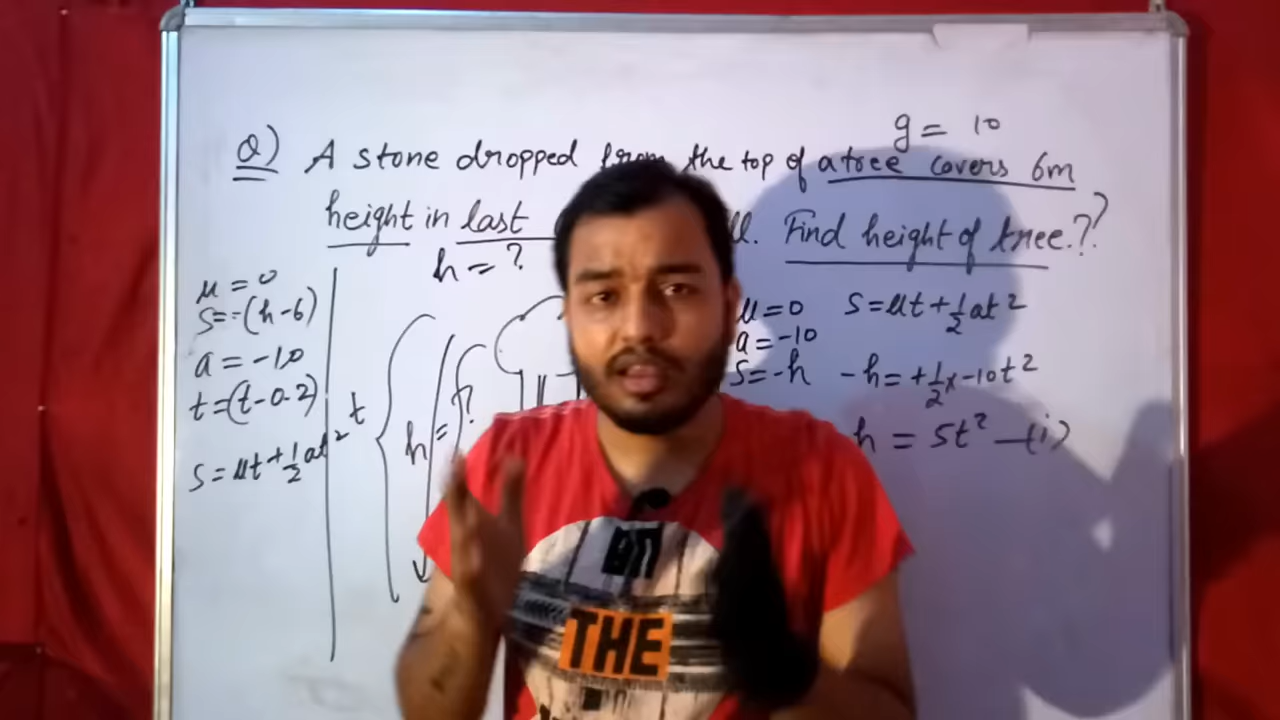 g = 10
Q) A stone dropped from the top of a tree covers 6m
height in last ll. Find height of tree.??
h = ?
u = 0
S = -(h-6)
a = -10
t = (t-0.2)
S = ut + 1/2 at²
t
h = ?
u = 0
a = -10
S = -h
S = ut + 1/2 at²
-h = + 1/2 x -10t²
h = 5t² —(i)
THE